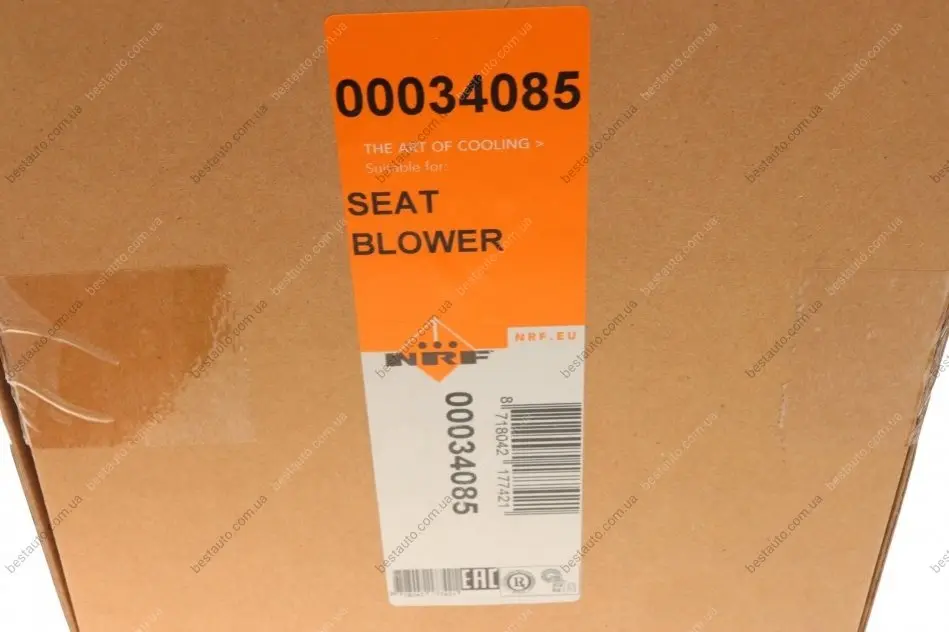 00034085
THE ART OF COOLING >
Suitable for:
SEAT
BLOWER
NRF.EU
NRF
00034085
8 718042 177421
EAC
R
bestauto.com.ua